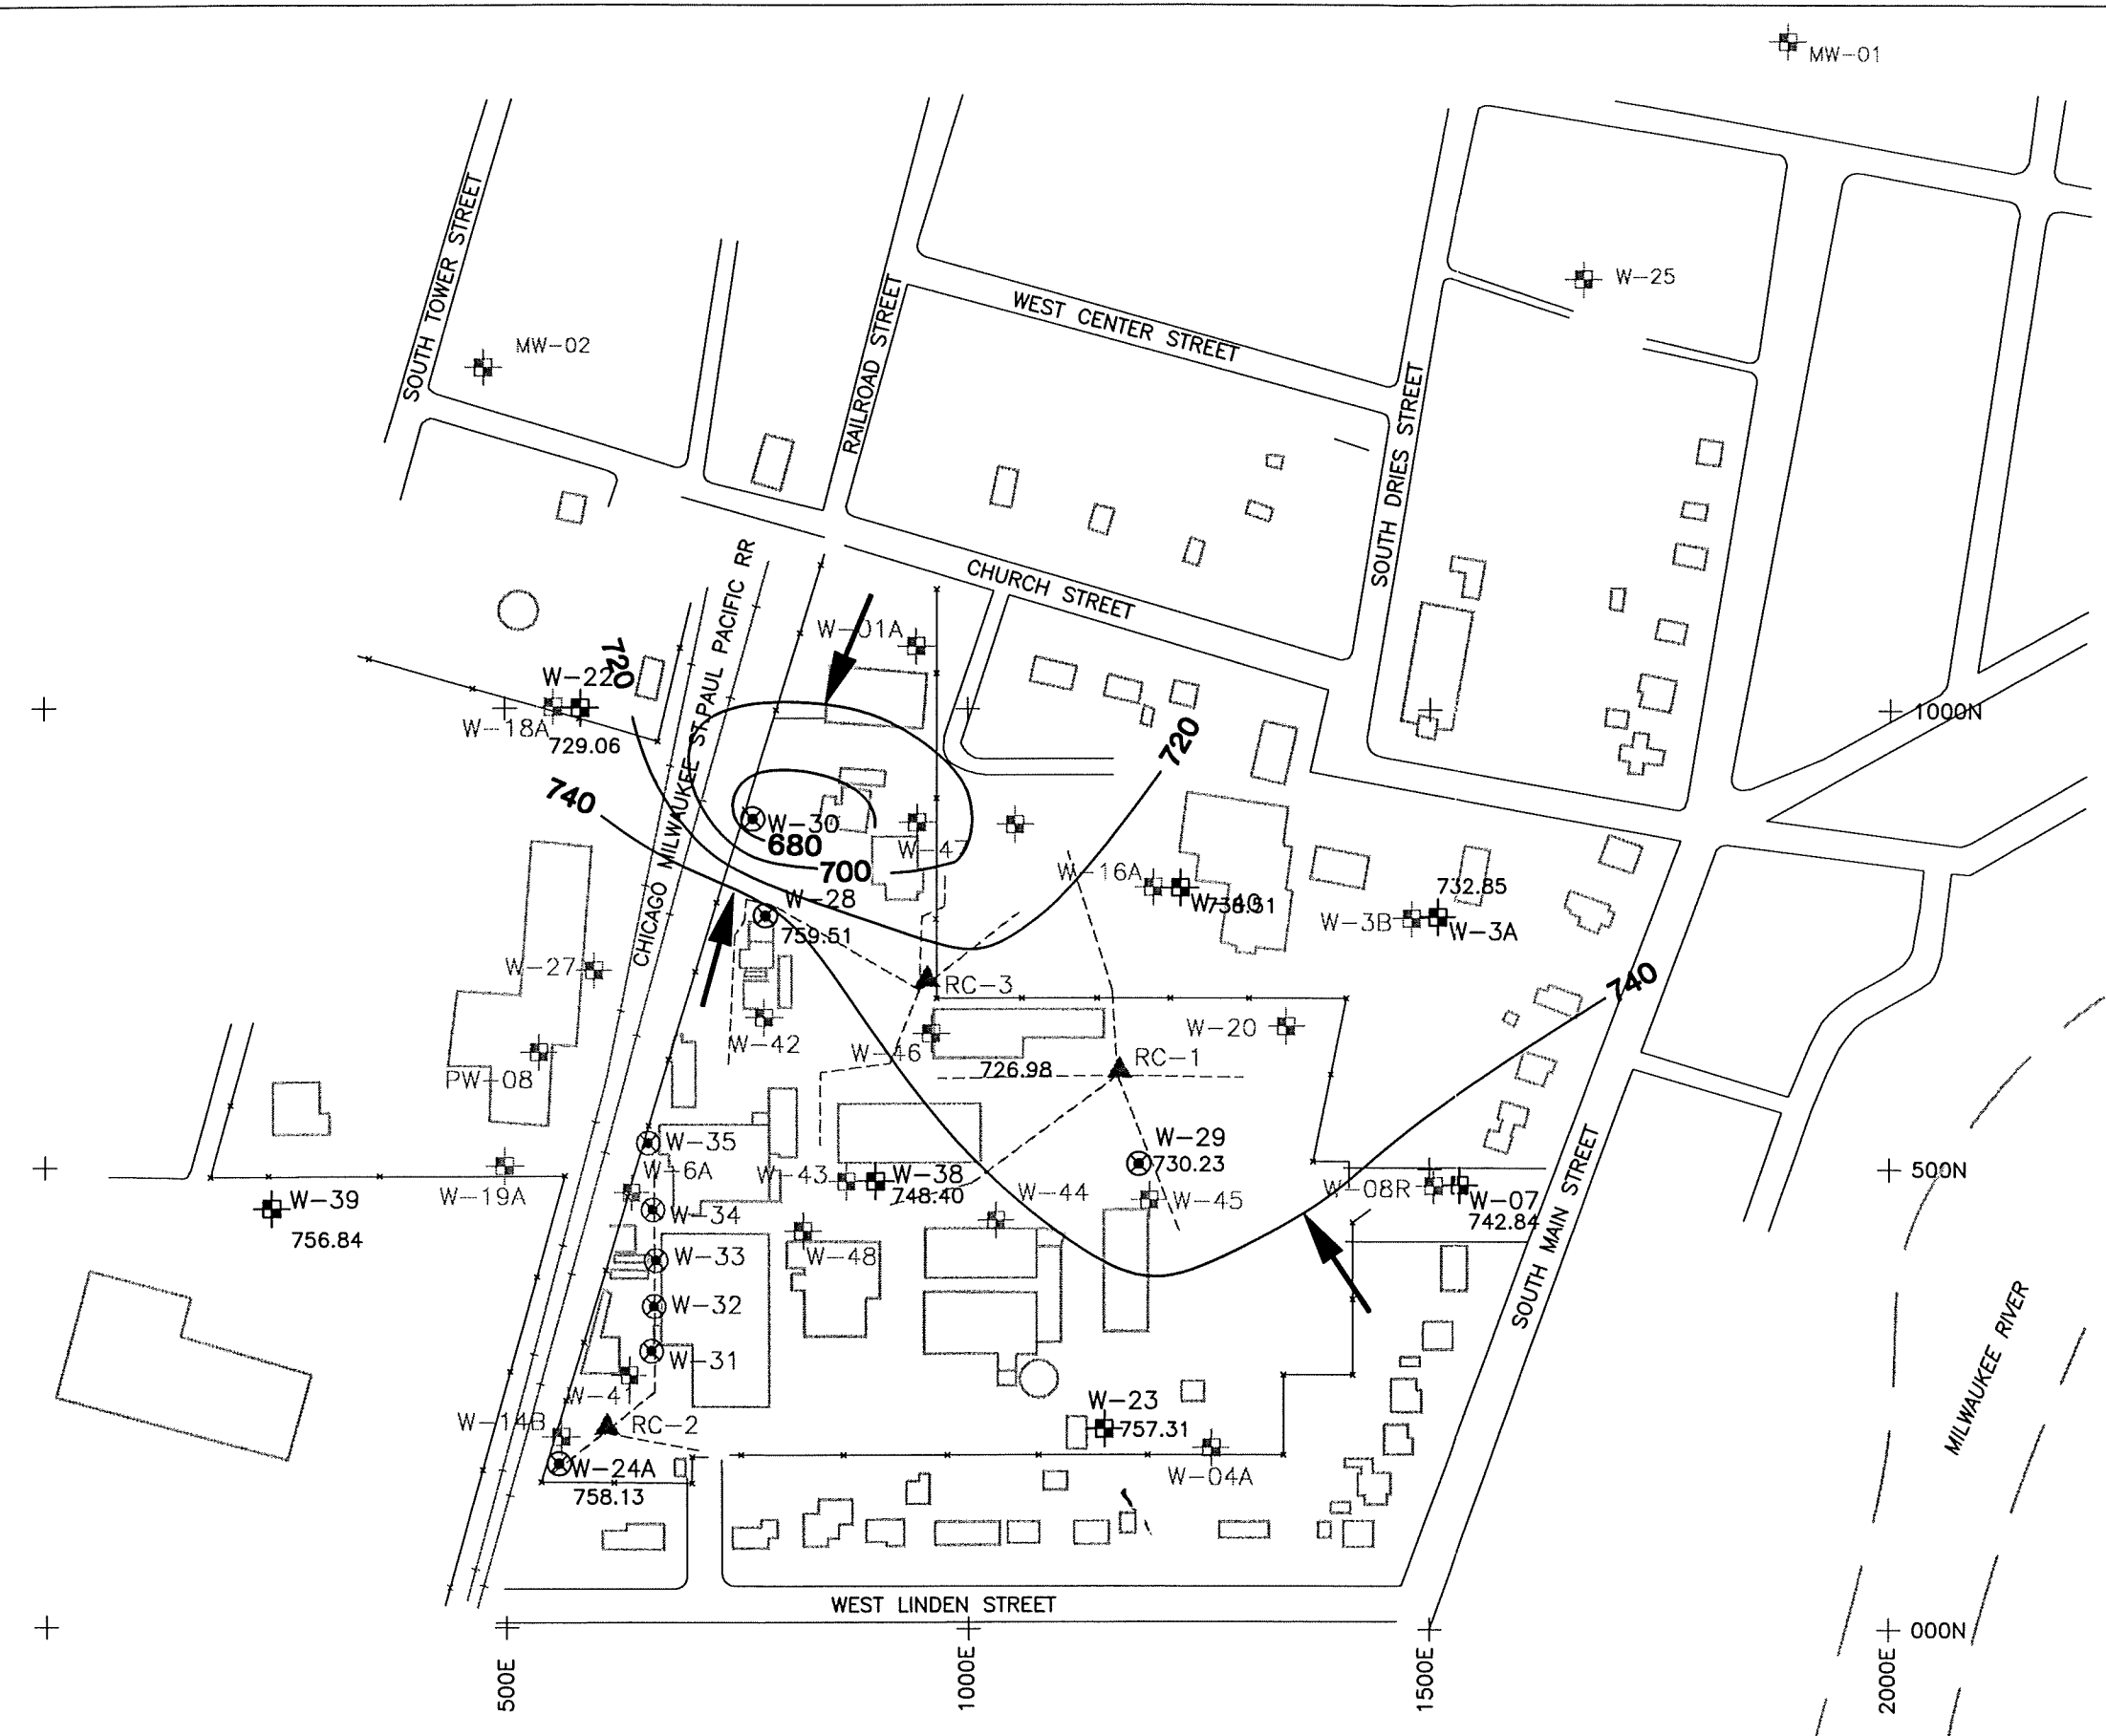 MW-01
SOUTH TOWER STREET
RAILROAD STREET
WEST CENTER STREET
W-25
MW-02
SOUTH DRIES STREET
CHICAGO MILWAUKEE ST.PAUL PACIFIC RR
CHURCH STREET
W-01A
720
W-22
W-18A
729.06
720
1000N
740
W-30
680
W-47
700
W-16A
W-40
738.51
732.85
W-3B
W-3A
W-28
759.51
W-27
RC-3
740
W-42
W-46
W-20
726.98
RC-1
PW-08
W-35
W-6A
W-43
W-38
748.40
W-29
730.23
500N
W-39
756.84
W-19A
W-34
W-44
W-45
W-08R
W-07
742.84
W-33
W-48
W-32
SOUTH MAIN STREET
MILWAUKEE RIVER
W-31
W-41
W-14B
RC-2
W-23
757.31
W-24A
758.13
W-04A
WEST LINDEN STREET
000N
500E
1000E
1500E
2000E